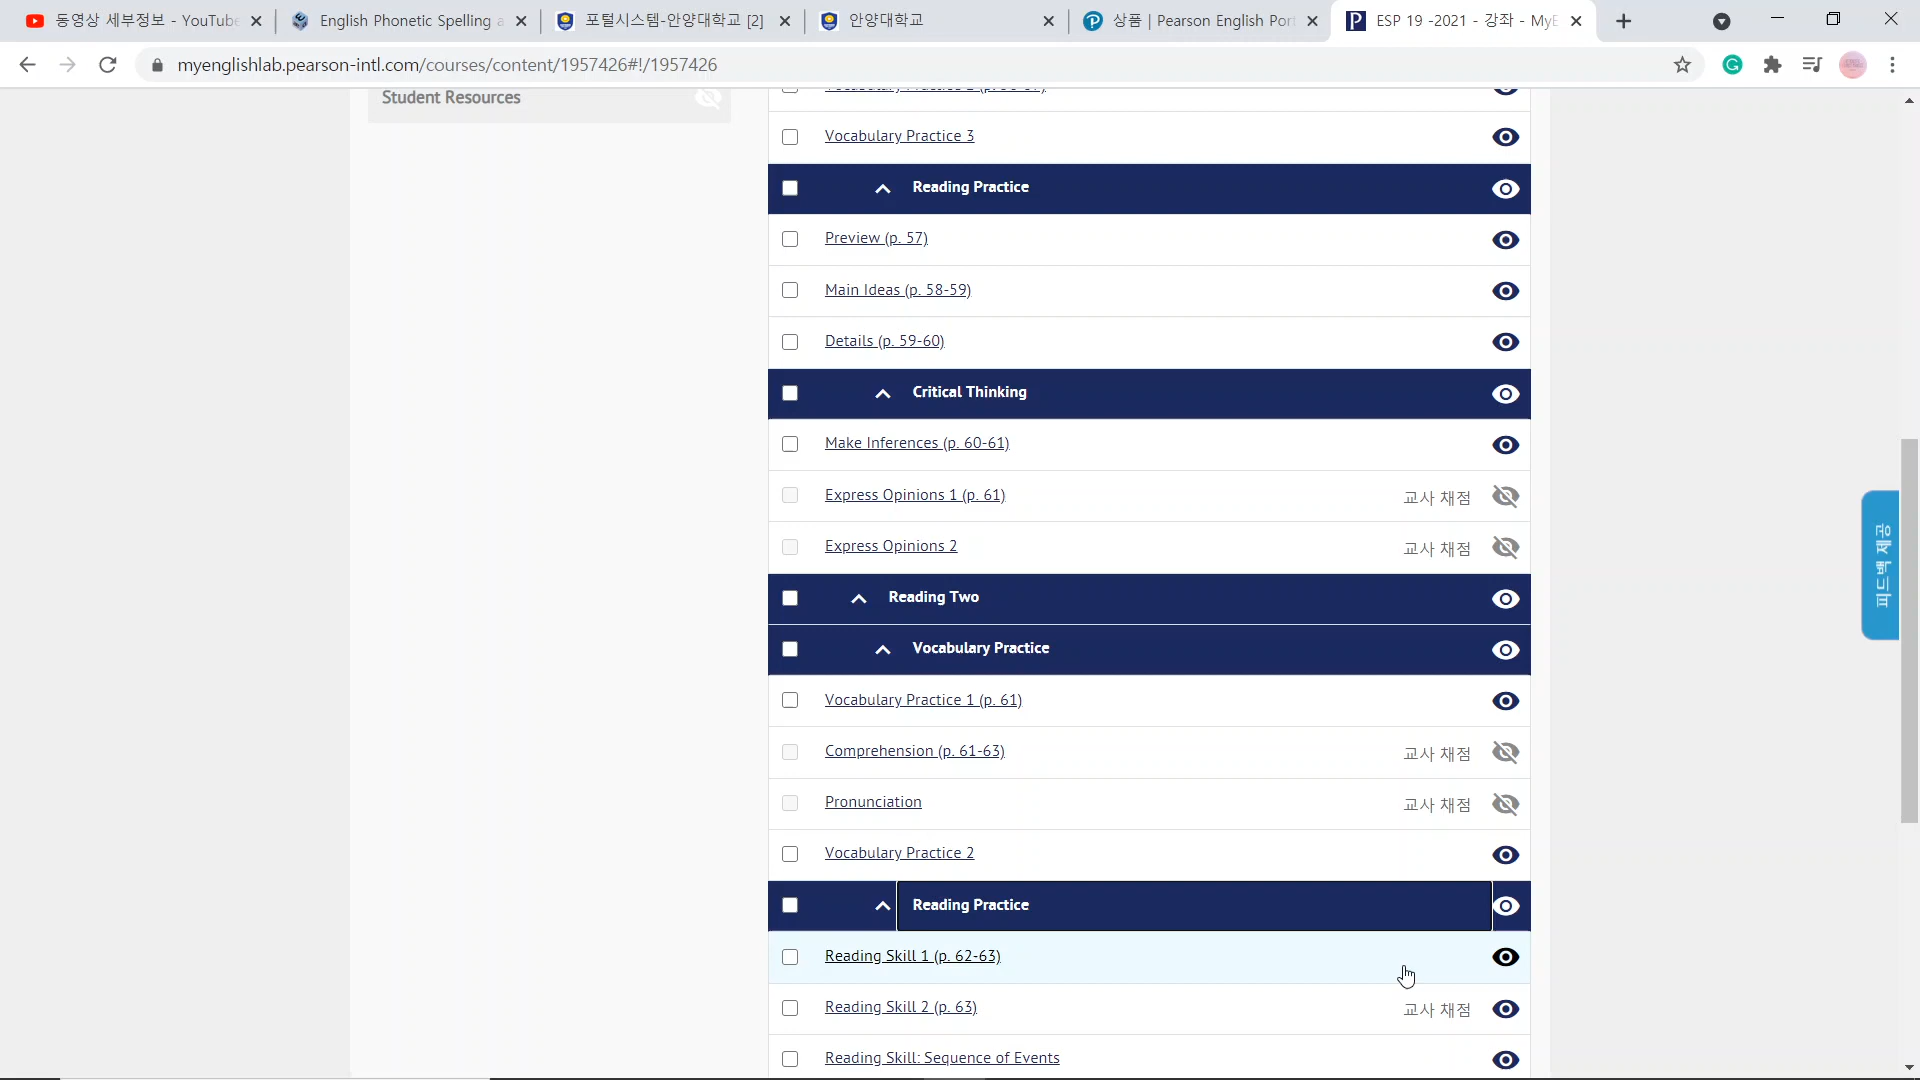 동영상 세부정보 - YouTube
English Phonetic Spelling a
포털시스템-안양대학교 [2]
안양대학교
상품 | Pearson English Port
ESP 19 -2021 - 강좌 - MyE
myenglishlab.pearson-intl.com/courses/content/1957426#!/1957426
Student Resources
Vocabulary Practice 3
Reading Practice
Preview (p. 57)
Main Ideas (p. 58-59)
Details (p. 59-60)
Critical Thinking
Make Inferences (p. 60-61)
Express Opinions 1 (p. 61) 교사 채점
Express Opinions 2 교사 채점
Reading Two
Vocabulary Practice
Vocabulary Practice 1 (p. 61)
Comprehension (p. 61-63) 교사 채점
Pronunciation 교사 채점
Vocabulary Practice 2
Reading Practice
Reading Skill 1 (p. 62-63)
Reading Skill 2 (p. 63) 교사 채점
Reading Skill: Sequence of Events
피드백 제공